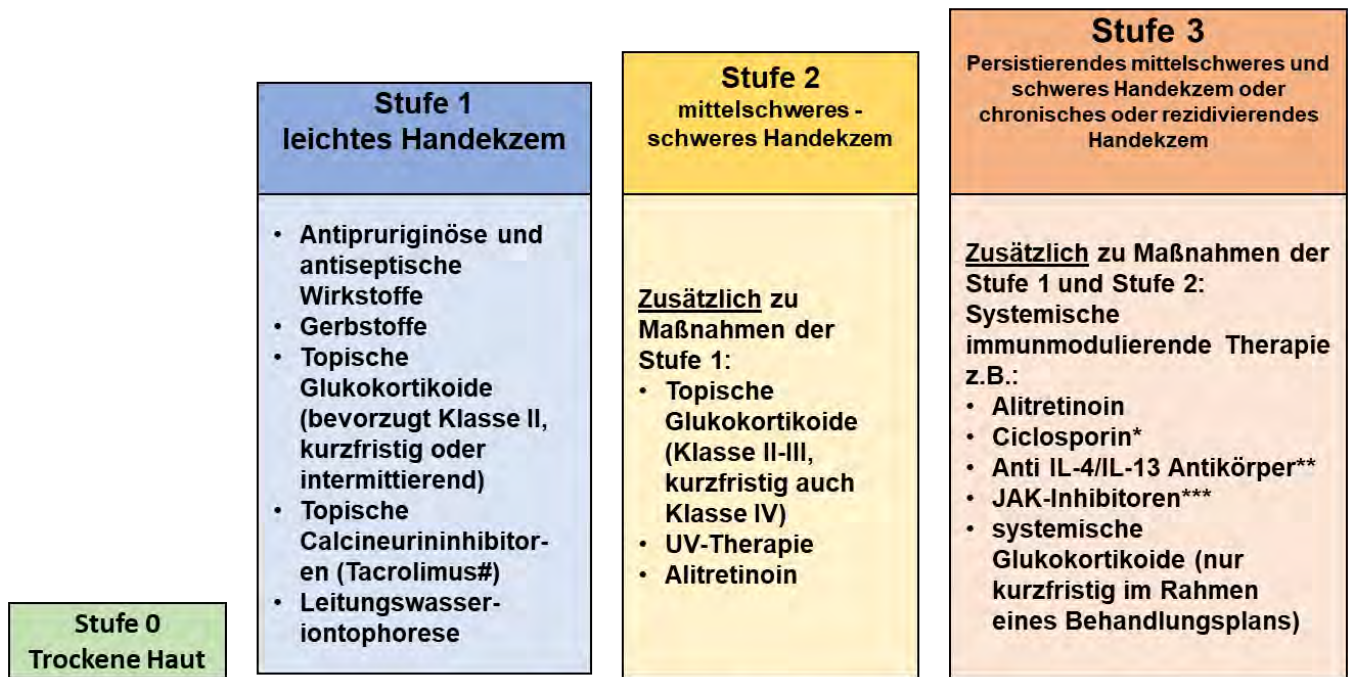 Stufe 0
Trockene Haut
Stufe 1
leichtes Handekzem
• Antipruriginöse und
antiseptische
Wirkstoffe
• Gerbstoffe
• Topische
Glukokortikoide
(bevorzugt Klasse II,
kurzfristig oder
intermittierend)
• Topische
Calcineurininhibitor-
en (Tacrolimus#)
• Leitungswasser-
iontophorese
Stufe 2
mittelschweres -
schweres Handekzem
Zusätzlich zu
Maßnahmen der
Stufe 1:
• Topische
Glukokortikoide
(Klasse II-III,
kurzfristig auch
Klasse IV)
• UV-Therapie
• Alitretinoin
Stufe 3
Persistierendes mittelschweres und
schweres Handekzem oder
chronisches oder rezidivierendes
Handekzem
Zusätzlich zu Maßnahmen der
Stufe 1 und Stufe 2:
Systemische
immunmodulierende Therapie
z.B.:
• Alitretinoin
• Ciclosporin*
• Anti IL-4/IL-13 Antikörper**
• JAK-Inhibitoren***
• systemische
Glukokortikoide (nur
kurzfristig im Rahmen
eines Behandlungsplans)